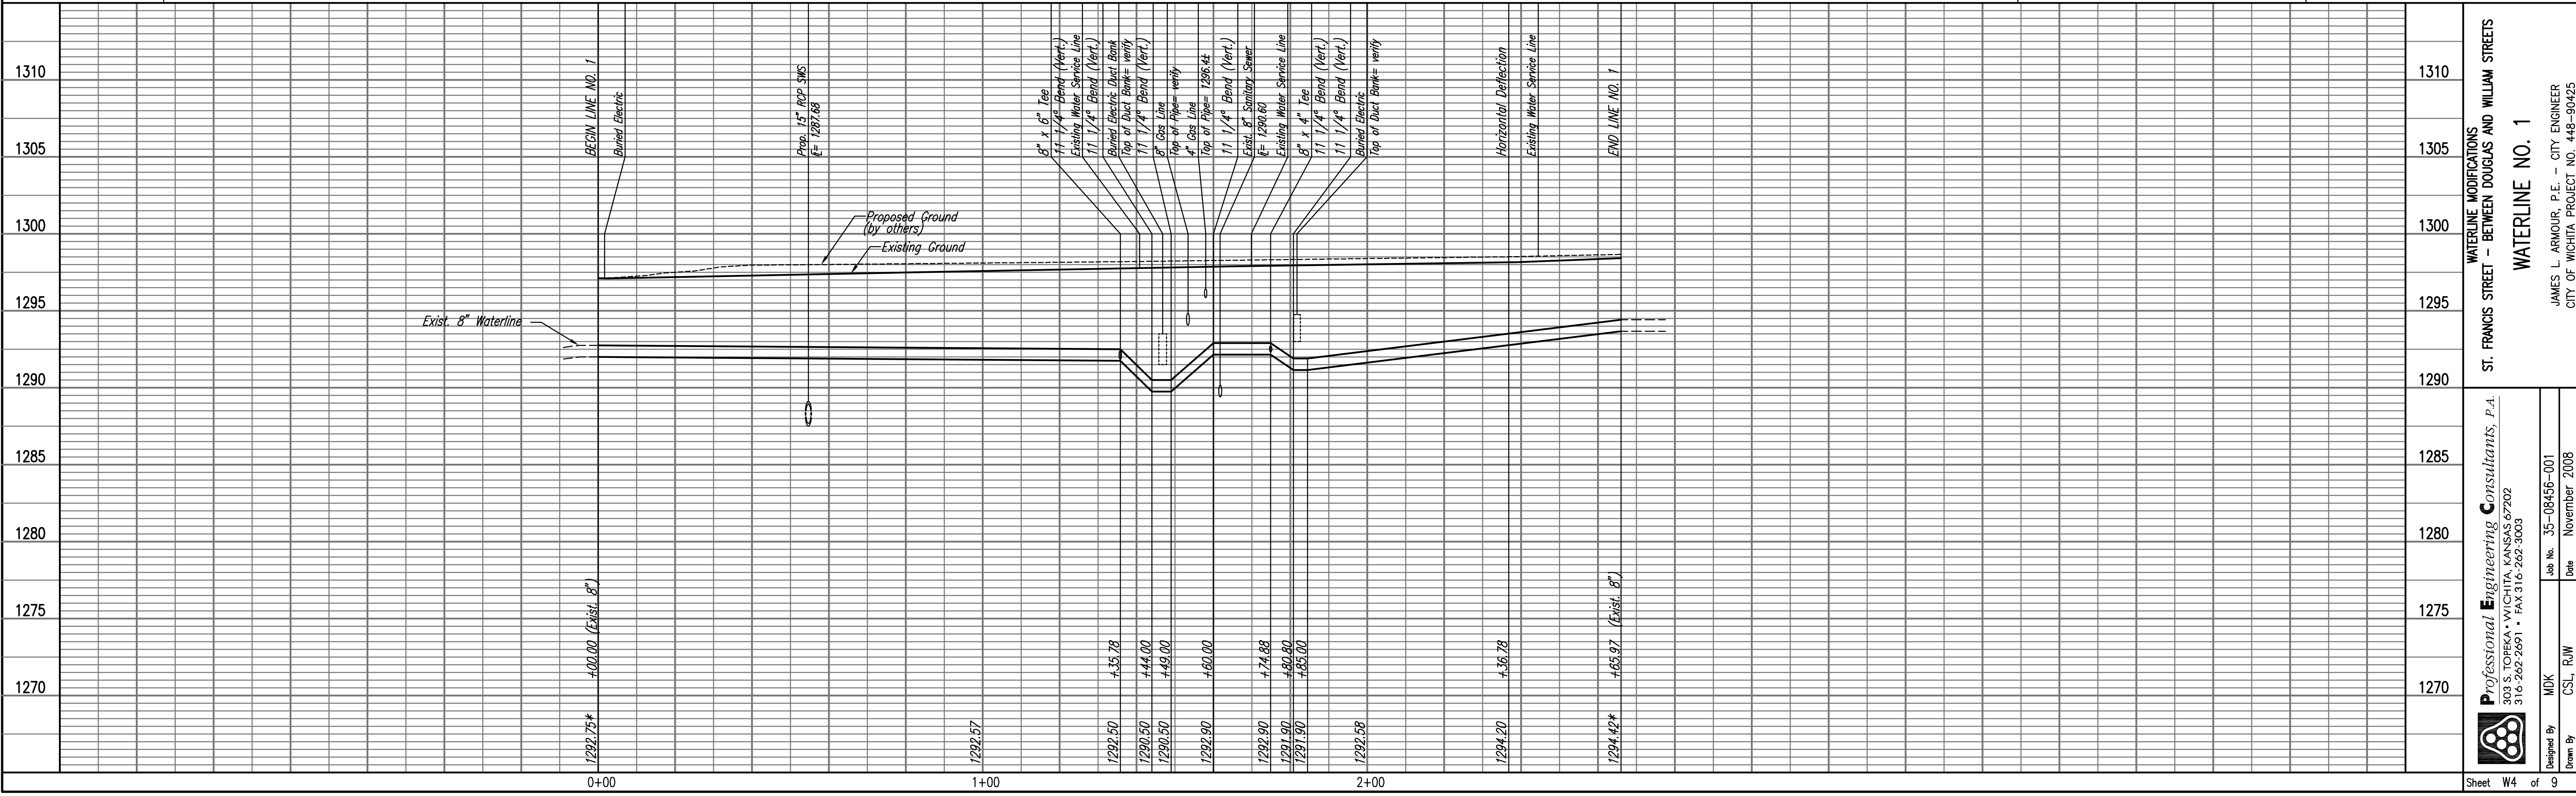 1310
1305
1300
1295
1290
1285
1280
1275
1270
BEGIN LINE NO. 1
Buried Electric
Prop. 15" RCP SWS
℄= 1287.68
8" x 6" Tee
11 1/4° Bend (Vert.)
Existing Water Service Line
11 1/4° Bend (Vert.)
Buried Electric Duct Bank
Top of Duct Bank= verify
11 1/4° Bend (Vert.)
8" Gas Line
Top of Pipe= verify
4" Gas Line
Top of Pipe= 1296.4±
11 1/4° Bend (Vert.)
Exist. 8" Sanitary Sewer
℄= 1290.60
Existing Water Service Line
8" x 4" Tee
11 1/4° Bend (Vert.)
11 1/4° Bend (Vert.)
Buried Electric
Top of Duct Bank= verify
Horizontal Deflection
Existing Water Service Line
END LINE NO. 1
Proposed Ground
(by others)
Existing Ground
Exist. 8" Waterline
+00.00 (Exist. 8")
+35.78
+44.00
+49.00
+60.00
+74.88
+80.80
+85.00
+36.78
+65.97 (Exist. 8")
1292.75*
1292.57
1292.50
1290.50
1290.50
1292.90
1292.90
1291.90
1291.90
1292.58
1294.20
1294.42*
0+00
1+00
2+00
1310
1305
1300
1295
1290
1285
1280
1275
1270
WATERLINE MODIFICATIONS
ST. FRANCIS STREET - BETWEEN DOUGLAS AND WILLIAM STREETS
WATERLINE NO. 1
JAMES L. ARMOUR, P.E. - CITY ENGINEER
CITY OF WICHITA PROJECT NO. 448-90425
Professional Engineering Consultants, P.A.
303 S. TOPEKA • WICHITA, KANSAS 67202
316-262-2691 • FAX 316-262-3003
Designed By MDK
Job No. 35-08456-001
Drawn By CSL, RJW
Date November 2008
Sheet W4 of 9